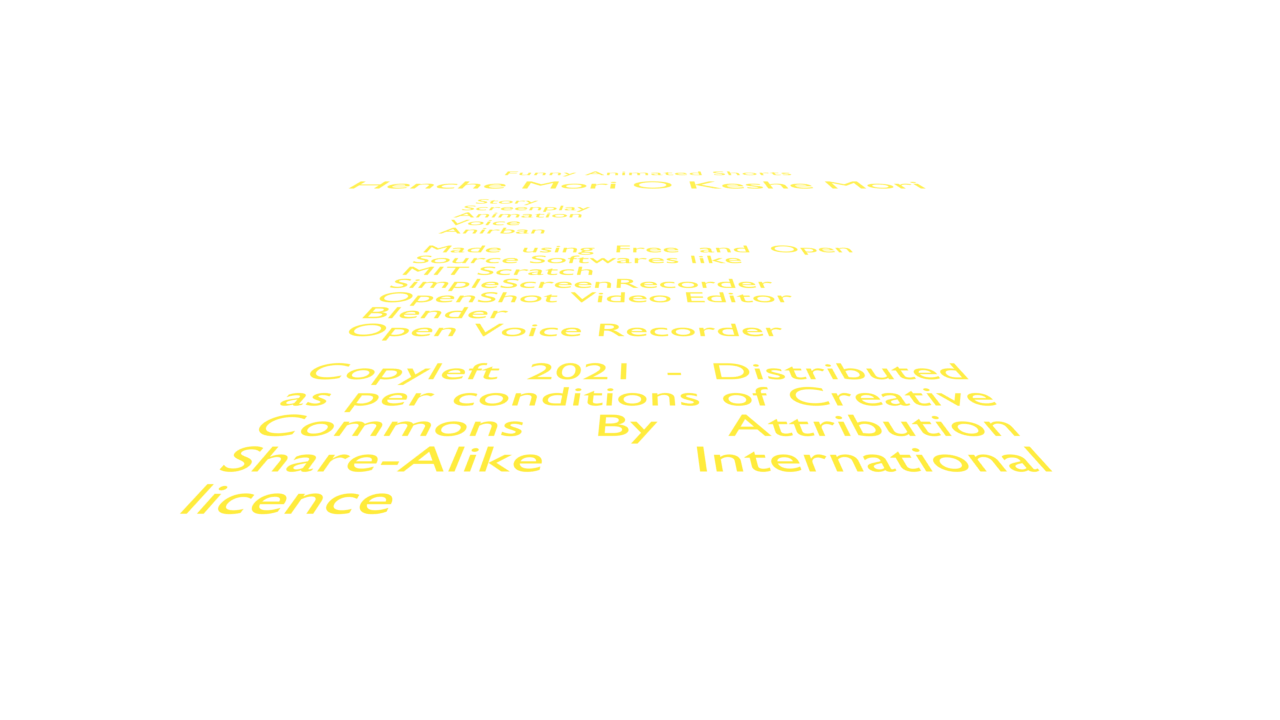 Funny Animated Shorts
Henche Mori O Keshe Mori
Story
Screenplay
Animation
Voice
Anirban
Made using Free and Open
Source Softwares like
MIT Scratch
SimpleScreenRecorder
OpenShot Video Editor
Blender
Open Voice Recorder
Copyleft 2021 - Distributed
as per conditions of Creative
Commons By Attribution
Share-Alike International
licence